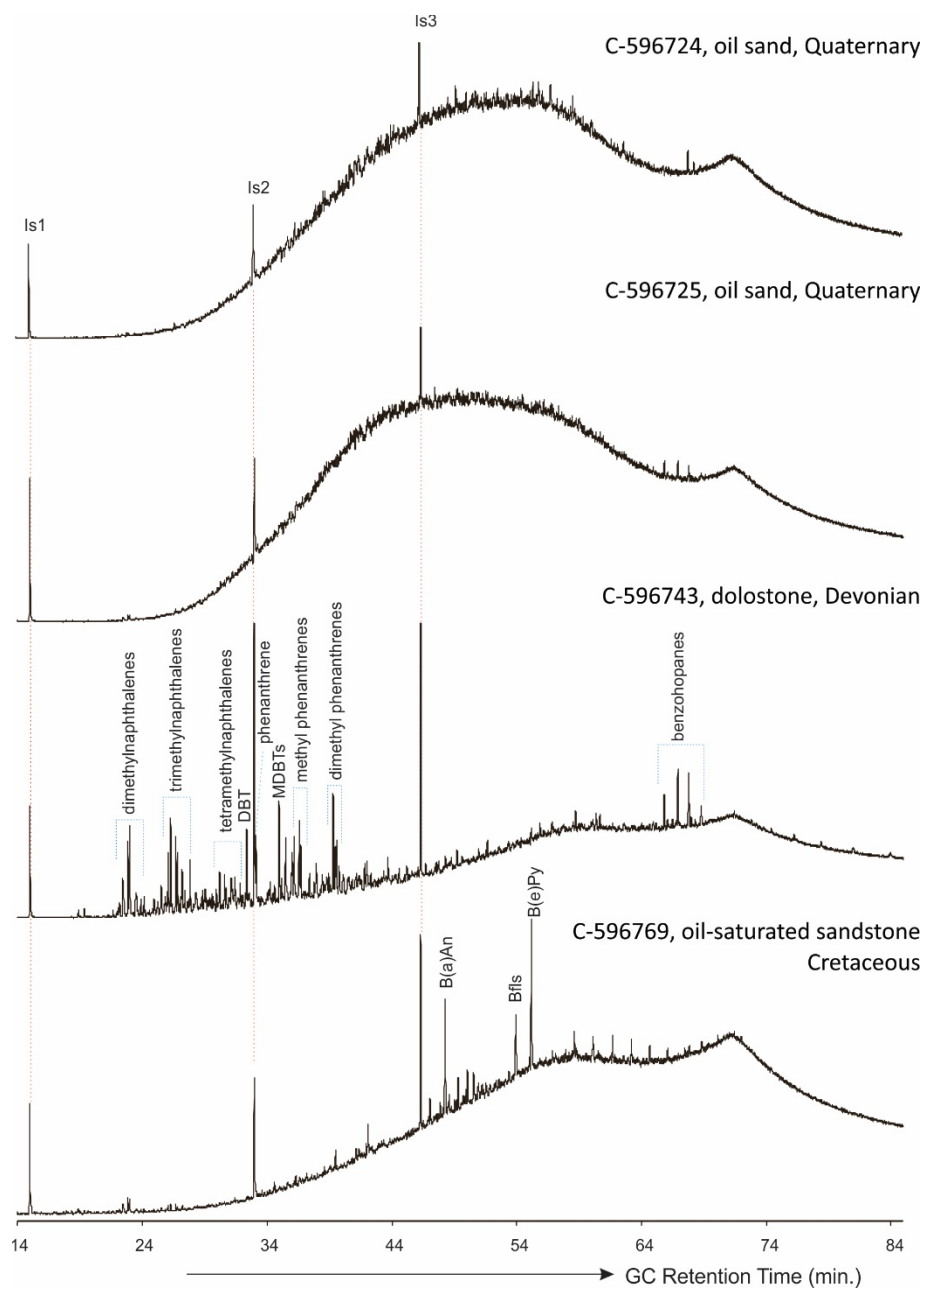 Is3
C-596724, oil sand, Quaternary
Is2
Is1
C-596725, oil sand, Quaternary
C-596743, dolostone, Devonian
dimethylnaphthalenes
trimethylnaphthalenes
tetramethylnaphthalenes
DBT
phenanthrene
MDBTs
methyl phenanthrenes
dimethyl phenanthrenes
benzohopanes
C-596769, oil-saturated sandstone
Cretaceous
B(a)An
Bfls
B(e)Py
14 24 34 44 54 64 74 84
GC Retention Time (min.)